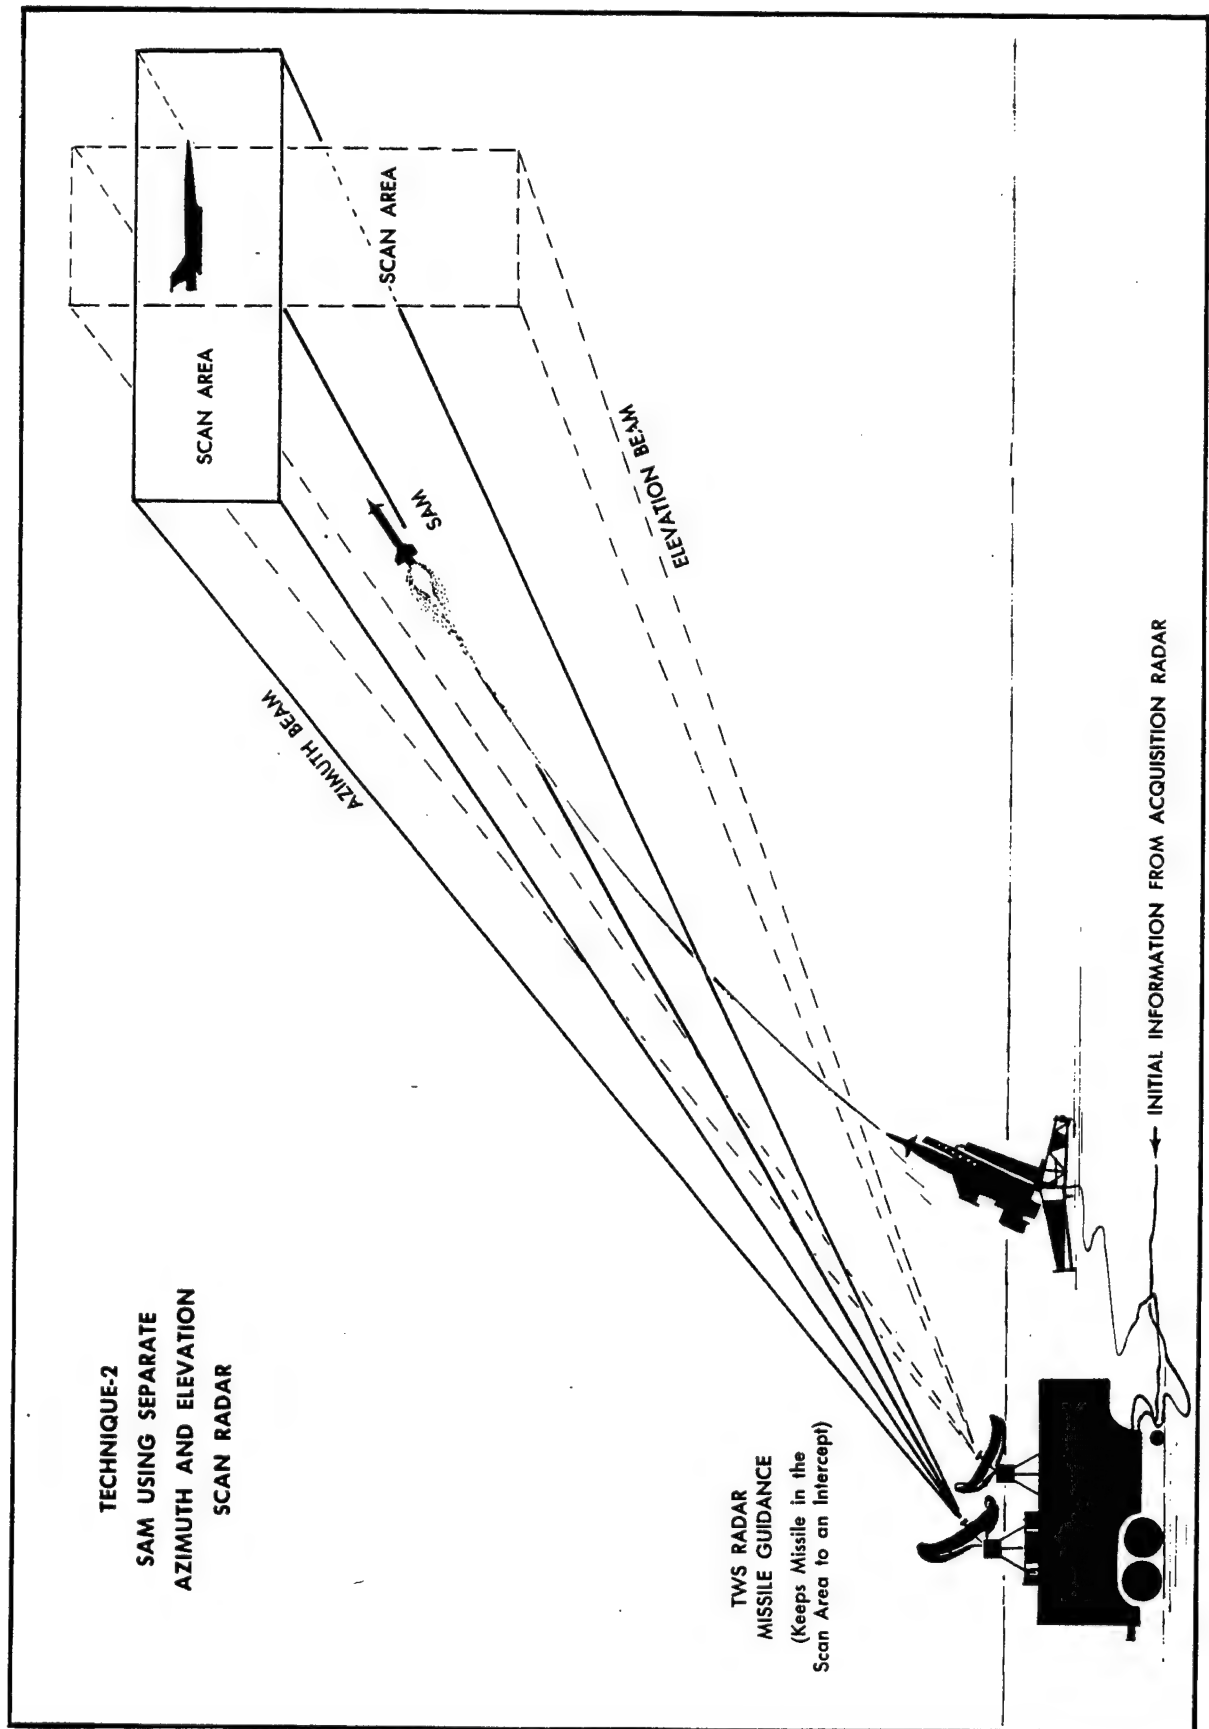 TECHNIQUE-2
SAM USING SEPARATE
AZIMUTH AND ELEVATION
SCAN RADAR
AZIMUTH BEAM
SCAN AREA
SCAN AREA
SAM
ELEVATION BEAM
TWS RADAR
MISSILE GUIDANCE
(Keeps Missile in the
Scan Area to an Intercept)
INITIAL INFORMATION FROM ACQUISITION RADAR